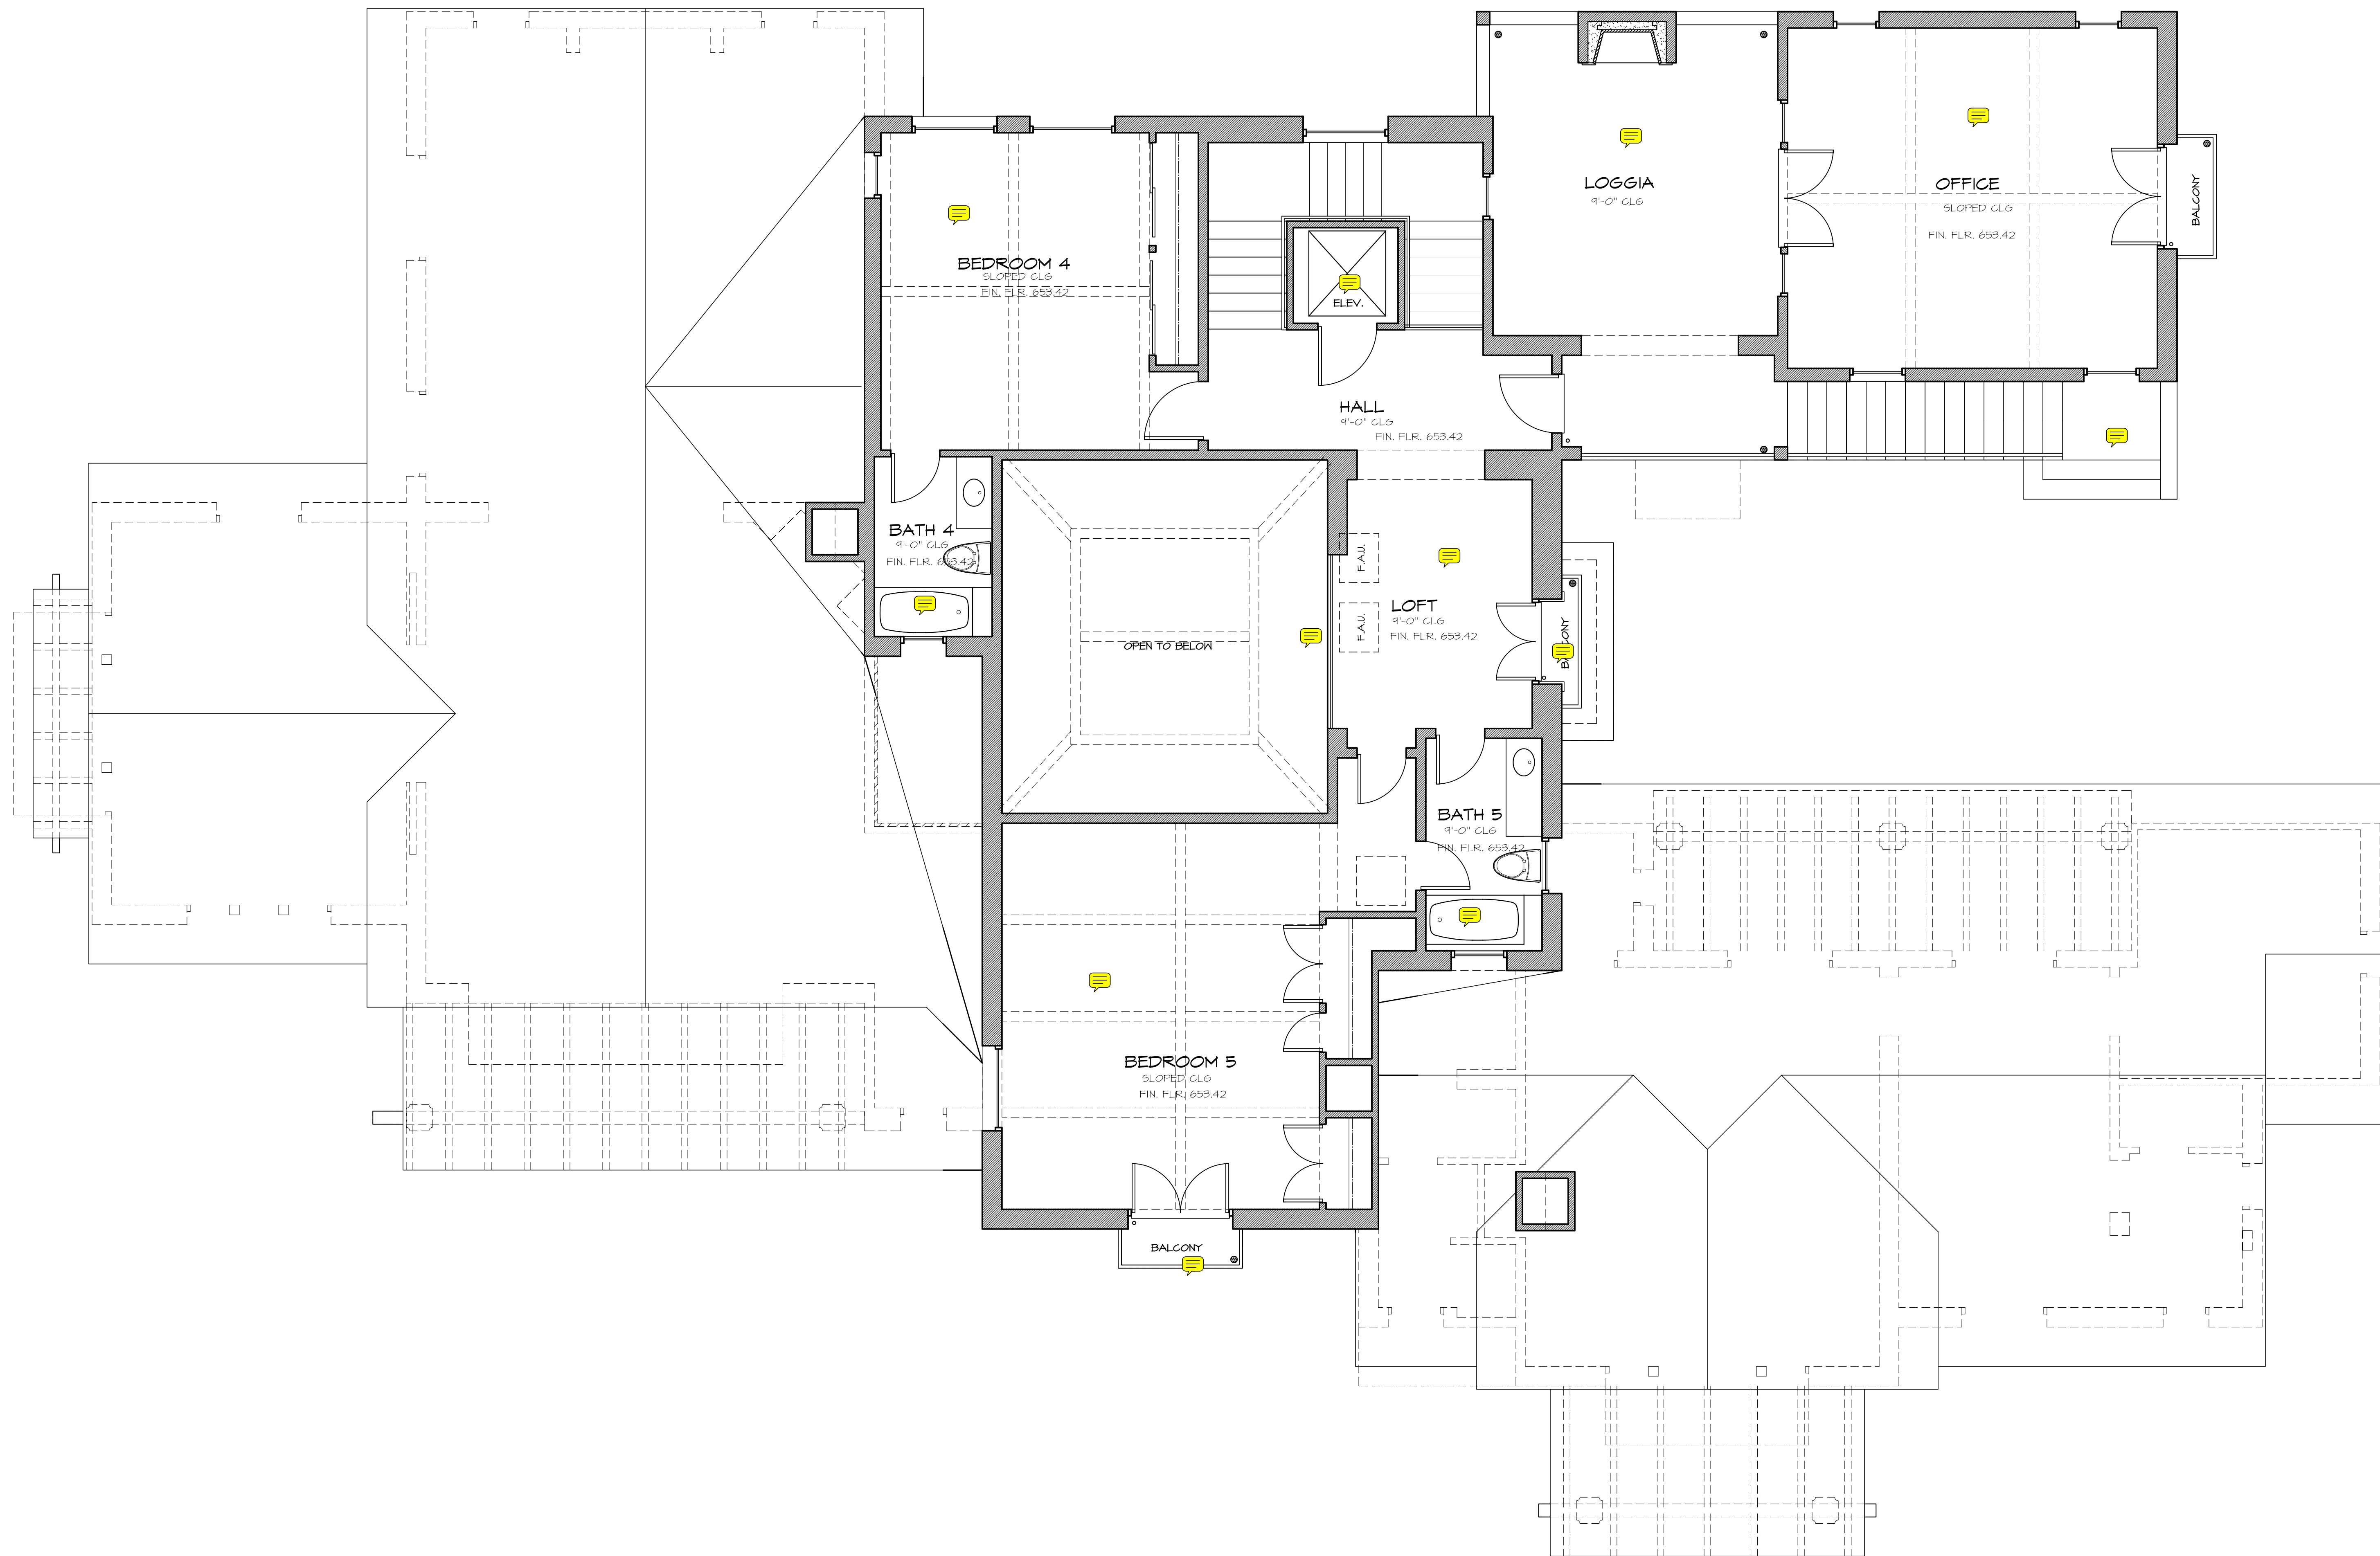 LOGGIA
9'-0" CLG
OFFICE
SLOPED CLG
FIN. FLR. 653.42
BALCONY
BEDROOM 4
SLOPED CLG
FIN. FLR. 653.42
ELEV.
HALL
9'-0" CLG
FIN. FLR. 653.42
BATH 4
9'-0" CLG
FIN. FLR. 653.42
OPEN TO BELOW
F.A.U.
F.A.U.
LOFT
9'-0" CLG
FIN. FLR. 653.42
BALCONY
BATH 5
9'-0" CLG
FIN. FLR. 653.42
BEDROOM 5
SLOPED CLG
FIN. FLR. 653.42
BALCONY